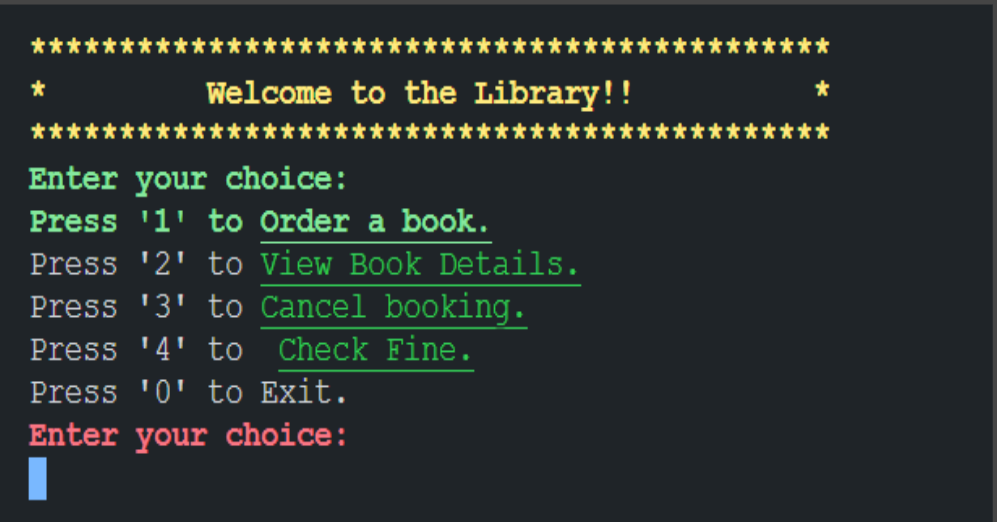 *********************************************
*         Welcome to the Library!!          *
*********************************************
Enter your choice:
Press '1' to Order a book.
Press '2' to View Book Details.
Press '3' to Cancel booking.
Press '4' to  Check Fine.
Press '0' to Exit.
Enter your choice: